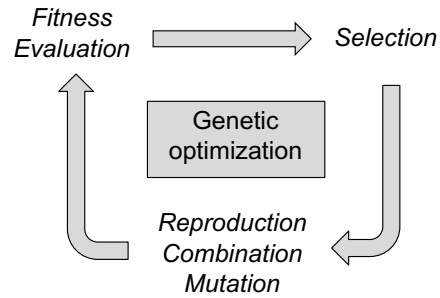 Fitness
Evaluation
Selection
Genetic
optimization
Reproduction
Combination
Mutation